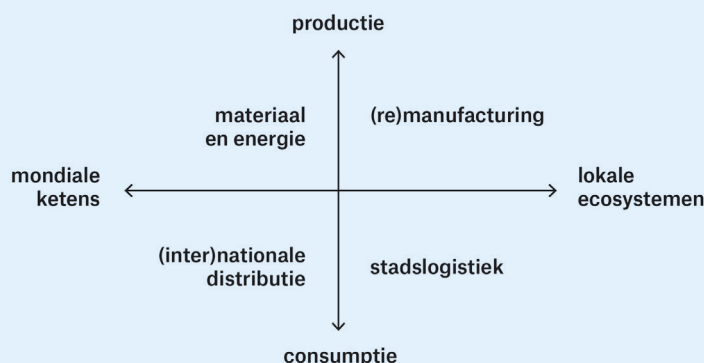 productie
materiaal
en energie
(re)manufacturing
mondiale
ketens
lokale
ecosystemen
(inter)nationale
distributie
stadslogistiek
consumptie